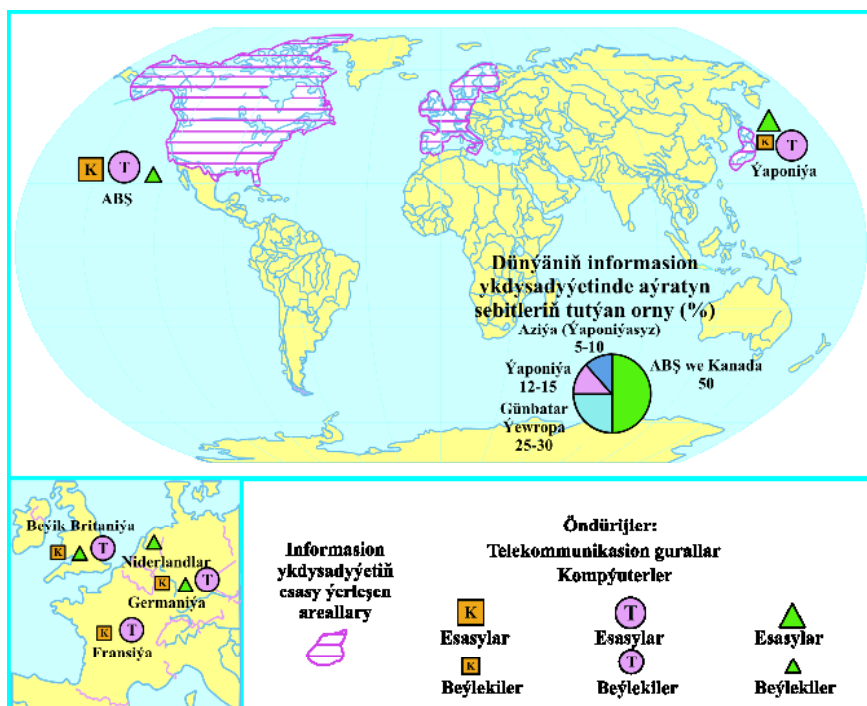 K
T
ABŞ
K
T
Ýaponiýa
Dünýäniň informasion
ykdysadyýetinde aýratyn
sebitleriň tutýan orny (%)
Aziýa (Ýaponiýasyz)
5-10
Ýaponiýa
12-15
ABŞ we Kanada
50
Günbatar
Ýewropa
25-30
Beýik Britaniýa
K
T
Niderlandlar
K
T
Germaniýa
K
T
Fransiýa
Informasion
ykdysadyýetiň
esasy ýerleşen
areallary
Öndürijler:
Telekommunikasion gurallar
Kompýuterler
K
T
Esasylar
Esasylar
Esasylar
K
T
Beýlekiler
Beýlekiler
Beýlekiler